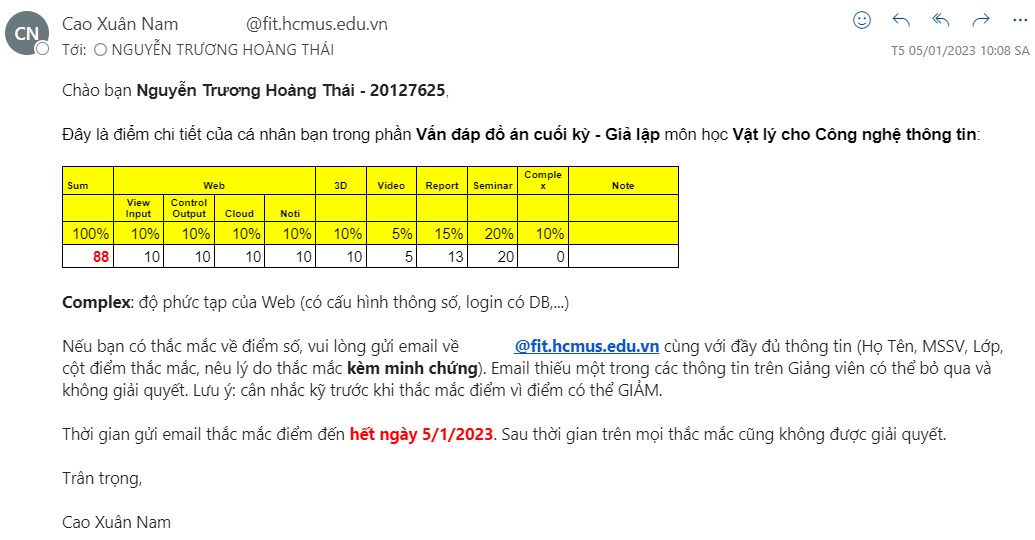 CN
Cao Xuân Nam @fit.hcmus.edu.vn
Tới: NGUYỄN TRƯƠNG HOÀNG THÁI
T5 05/01/2023 10:08 SA
Chào bạn Nguyễn Trương Hoàng Thái - 20127625,
Đây là điểm chi tiết của cá nhân bạn trong phần Vấn đáp đồ án cuối kỳ - Giả lập môn học Vật lý cho Công nghệ thông tin:
Sum Web 3D Video Report Seminar Comple x Note
View Input Control Output Cloud Noti
100% 10% 10% 10% 10% 10% 5% 15% 20% 10%
88 10 10 10 10 10 5 13 20 0
Complex: độ phức tạp của Web (có cấu hình thông số, login có DB,...)
Nếu bạn có thắc mắc về điểm số, vui lòng gửi email về @fit.hcmus.edu.vn cùng với đầy đủ thông tin (Họ Tên, MSSV, Lớp,
cột điểm thắc mắc, nêu lý do thắc mắc kèm minh chứng). Email thiếu một trong các thông tin trên Giảng viên có thể bỏ qua và
không giải quyết. Lưu ý: cân nhắc kỹ trước khi thắc mắc điểm vì điểm có thể GIẢM.
Thời gian gửi email thắc mắc điểm đến hết ngày 5/1/2023. Sau thời gian trên mọi thắc mắc cũng không được giải quyết.
Trân trọng,
Cao Xuân Nam